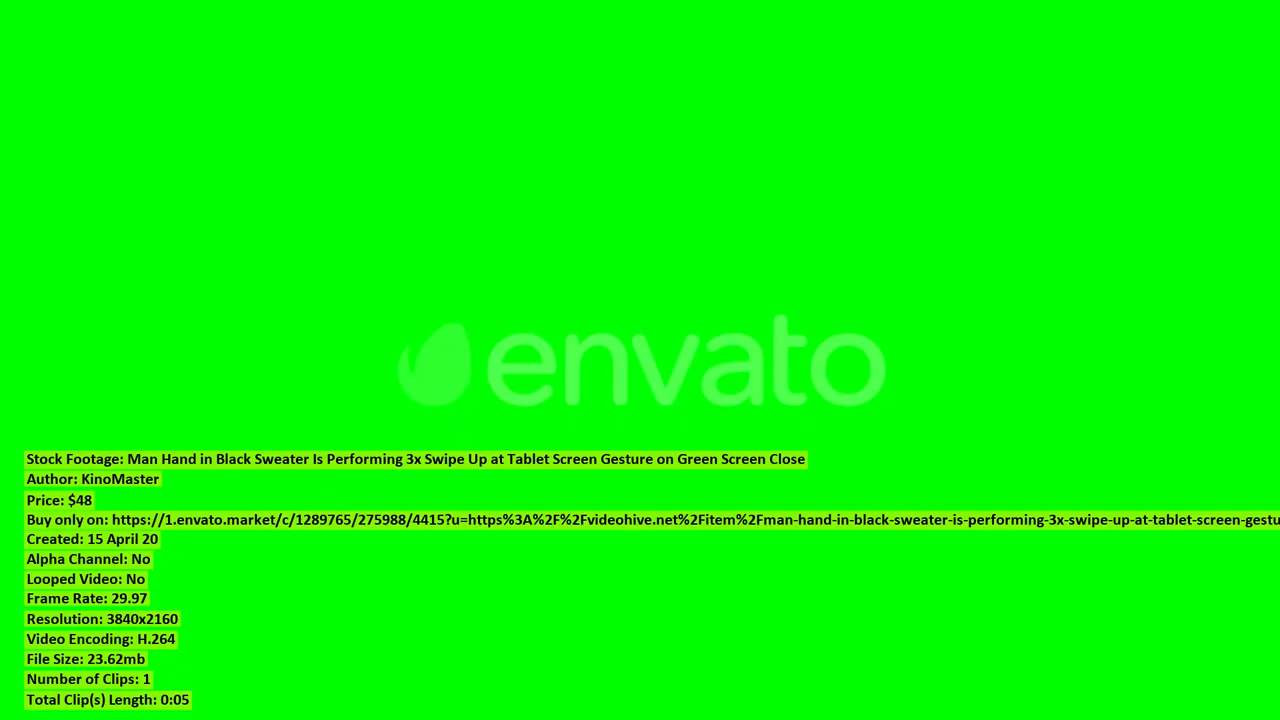 envato
Stock Footage: Man Hand in Black Sweater Is Performing 3x Swipe Up at Tablet Screen Gesture on Green Screen Close
Author: KinoMaster
Price: $48
Buy only on: https://1.envato.market/c/1289765/275988/4415?u=https%3A%2F%2Fvideohive.net%2Fitem%2Fman-hand-in-black-sweater-is-performing-3x-swipe-up-at-tablet-screen-gestu
Created: 15 April 20
Alpha Channel: No
Looped Video: No
Frame Rate: 29.97
Resolution: 3840x2160
Video Encoding: H.264
File Size: 23.62mb
Number of Clips: 1
Total Clip(s) Length: 0:05